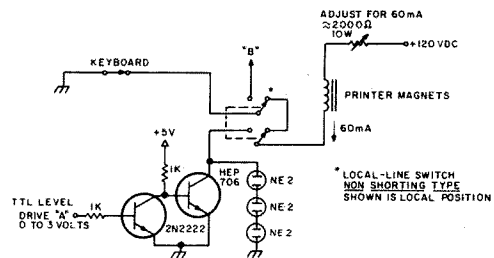 ADJUST FOR 60mA
≈2000Ω
10W
+120VDC
"B"
KEYBOARD
*
PRINTER MAGNETS
60mA
+5V
1K
HEP
706
NE 2
NE 2
NE 2
* LOCAL-LINE SWITCH
NON SHORTING TYPE
SHOWN IS LOCAL POSITION
TTL LEVEL
DRIVE "A"
0 TO 3 VOLTS
1K
2N2222